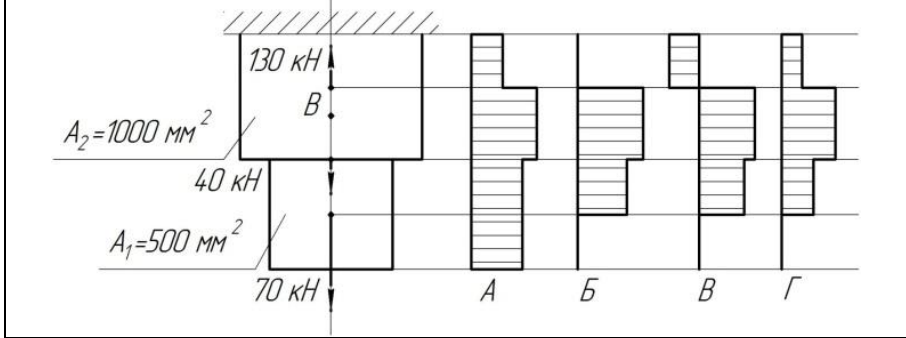 130 кН
В
A₂=1000 мм²
40 кН
A₁=500 мм²
70 кН
А Б В Г